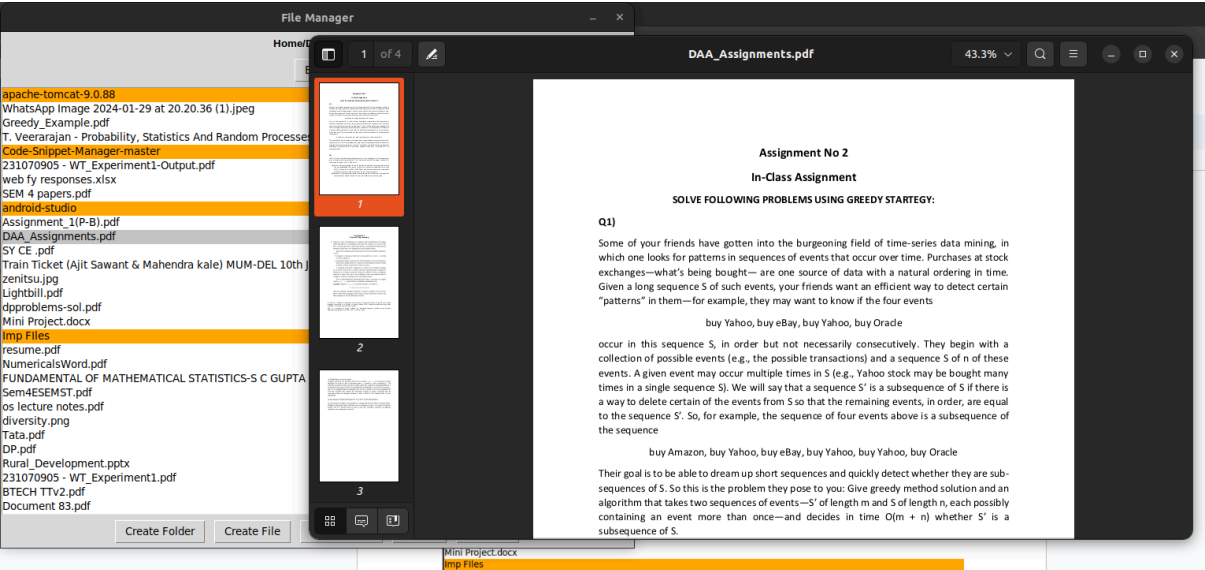 File Manager
Home/D
apache-tomcat-9.0.88
WhatsApp Image 2024-01-29 at 20.20.36 (1).jpeg
Greedy_Example.pdf
T. Veerarajan - Probability, Statistics And Random Processes
Code-Snippet-Manager-master
231070905 - WT_Experiment1-Output.pdf
web fy responses.xlsx
SEM 4 papers.pdf
android-studio
Assignment_1(P-B).pdf
DAA_Assignments.pdf
SY CE .pdf
Train Ticket (Ajit Sawant & Mahendra kale) MUM-DEL 10th J
zenitsu.jpg
Lightbill.pdf
dpproblems-sol.pdf
Mini Project.docx
Imp FIles
resume.pdf
NumericalsWord.pdf
FUNDAMENTAL OF MATHEMATICAL STATISTICS-S C GUPTA
Sem4ESEMST.pdf
os lecture notes.pdf
diversity.png
Tata.pdf
DP.pdf
Rural_Development.pptx
231070905 - WT_Experiment1.pdf
BTECH TTv2.pdf
Document 83.pdf
Create Folder
Create File
1 of 4
DAA_Assignments.pdf
43.3%
1
2
3
Assignment No 2
In-Class Assignment
SOLVE FOLLOWING PROBLEMS USING GREEDY STARTEGY:
Q1)
Some of your friends have gotten into the burgeoning field of time-series data mining, in
which one looks for patterns in sequences of events that occur over time. Purchases at stock
exchanges—what's being bought— are one source of data with a natural ordering in time.
Given a long sequence S of such events, your friends want an efficient way to detect certain
"patterns" in them—for example, they may want to know if the four events
buy Yahoo, buy eBay, buy Yahoo, buy Oracle
occur in this sequence S, in order but not necessarily consecutively. They begin with a
collection of possible events (e.g., the possible transactions) and a sequence S of n of these
events. A given event may occur multiple times in S (e.g., Yahoo stock may be bought many
times in a single sequence S). We will say that a sequence S' is a subsequence of S if there is
a way to delete certain of the events from S so that the remaining events, in order, are equal
to the sequence S'. So, for example, the sequence of four events above is a subsequence of
the sequence
buy Amazon, buy Yahoo, buy eBay, buy Yahoo, buy Yahoo, buy Oracle
Their goal is to be able to dream up short sequences and quickly detect whether they are sub-
sequences of S. So this is the problem they pose to you: Give greedy method solution and an
algorithm that takes two sequences of events—S' of length m and S of length n, each possibly
containing an event more than once—and decides in time O(m + n) whether S' is a
subsequence of S.
Mini Project.docx
Imp Files